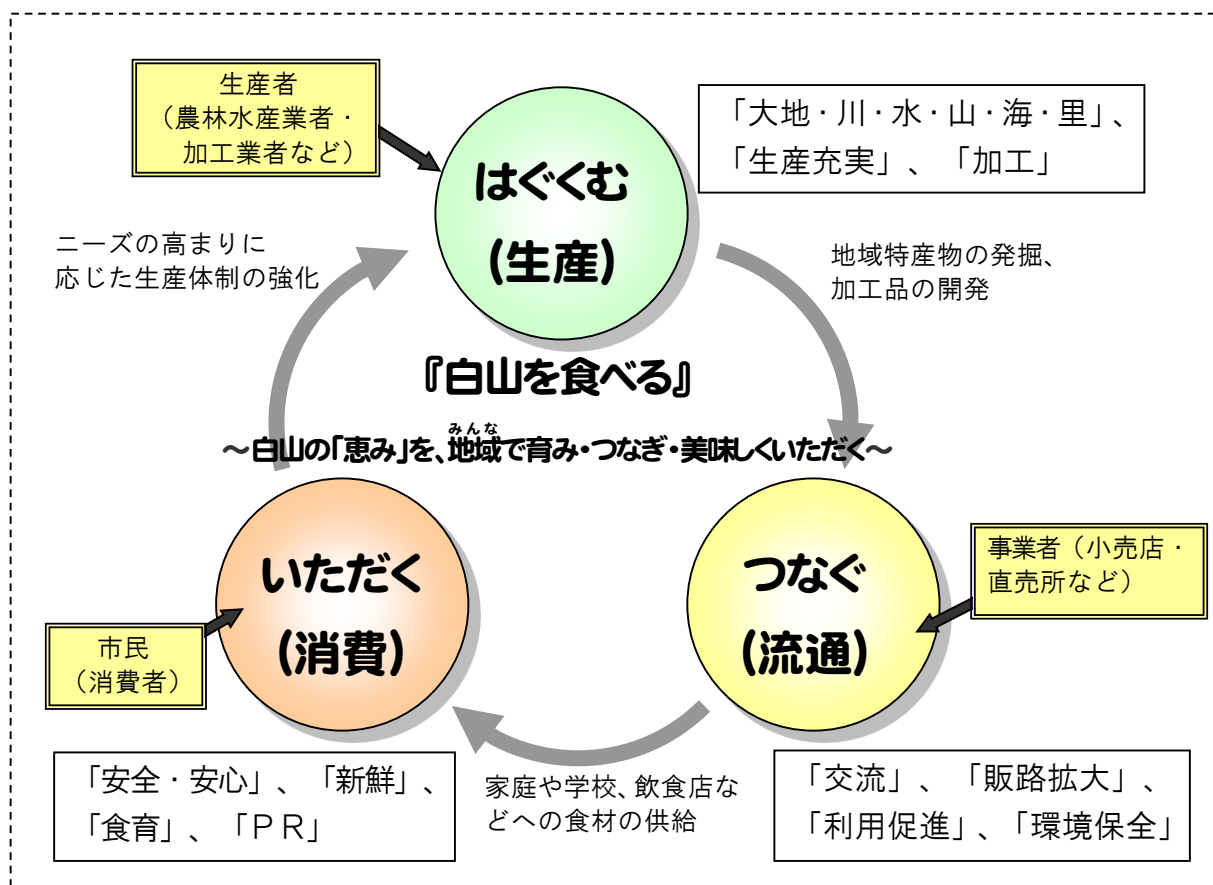 生産者
（農林水産業者・
加工業者など）
「大地・川・水・山・海・里」、
「生産充実」、「加工」
はぐくむ
(生産)
ニーズの高まりに
応じた生産体制の強化
地域特産物の発掘、
加工品の開発
『白山を食べる』
みんな
～白山の「恵み」を、地域で育み・つなぎ・美味しくいただく～
いただく
(消費)
つなぐ
(流通)
事業者（小売店・
直売所など）
市民
（消費者）
「安全・安心」、「新鮮」、
「食育」、「ＰＲ」
家庭や学校、飲食店な
どへの食材の供給
「交流」、「販路拡大」、
「利用促進」、「環境保全」